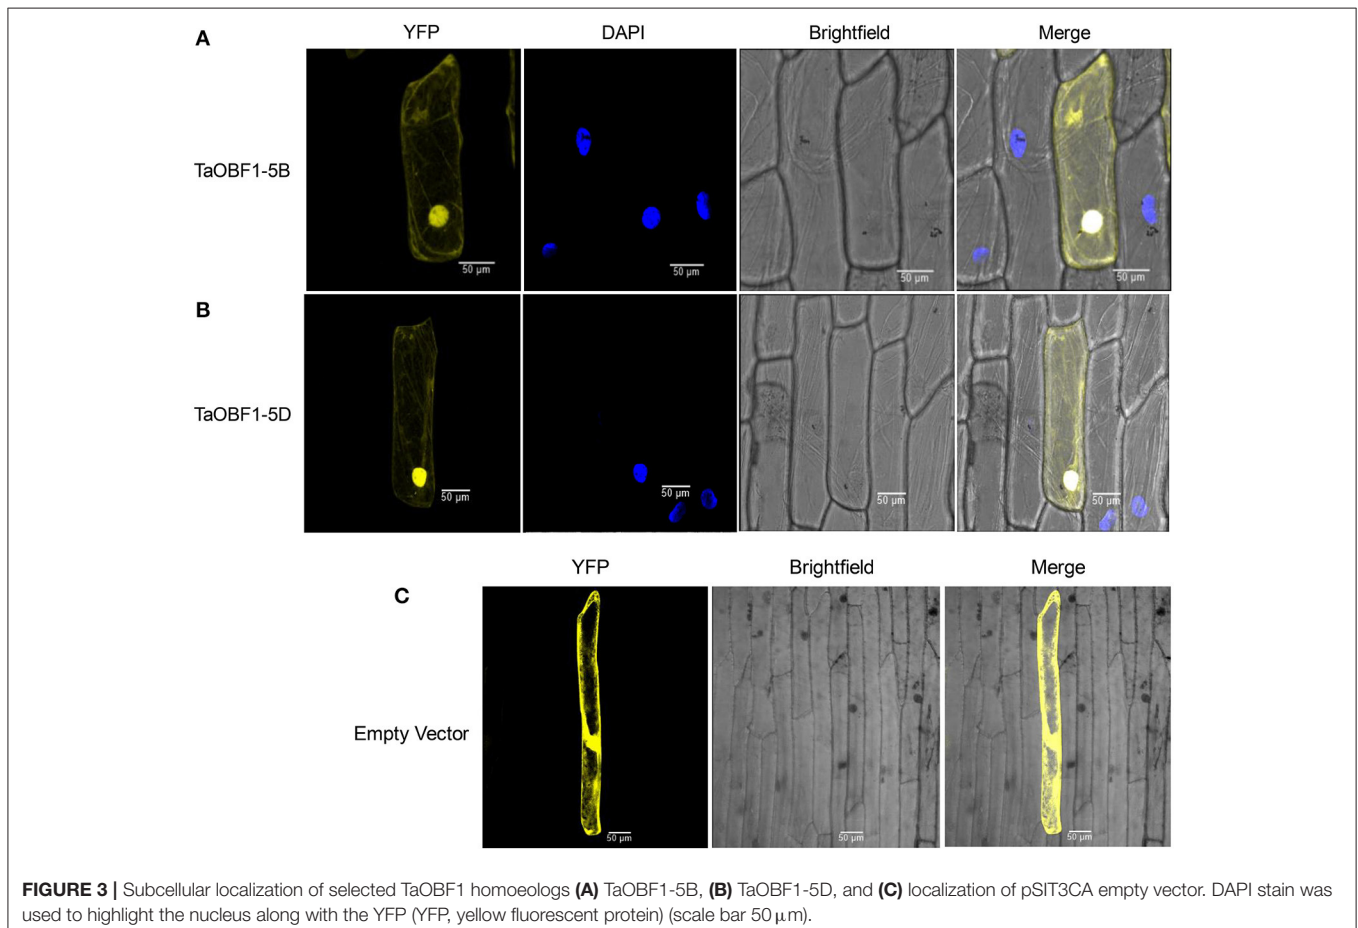 YFP DAPI Brightfield Merge
A
TaOBF1-5B
50 μm 50 μm 50 μm 50 μm
B
TaOBF1-5D
50 μm 50 μm 50 μm 50 μm
YFP Brightfield Merge
C
Empty Vector
50 μm 50 μm 50 μm
FIGURE 3 | Subcellular localization of selected TaOBF1 homoeologs (A) TaOBF1-5B, (B) TaOBF1-5D, and (C) localization of pSIT3CA empty vector. DAPI stain was
used to highlight the nucleus along with the YFP (YFP, yellow fluorescent protein) (scale bar 50 μm).